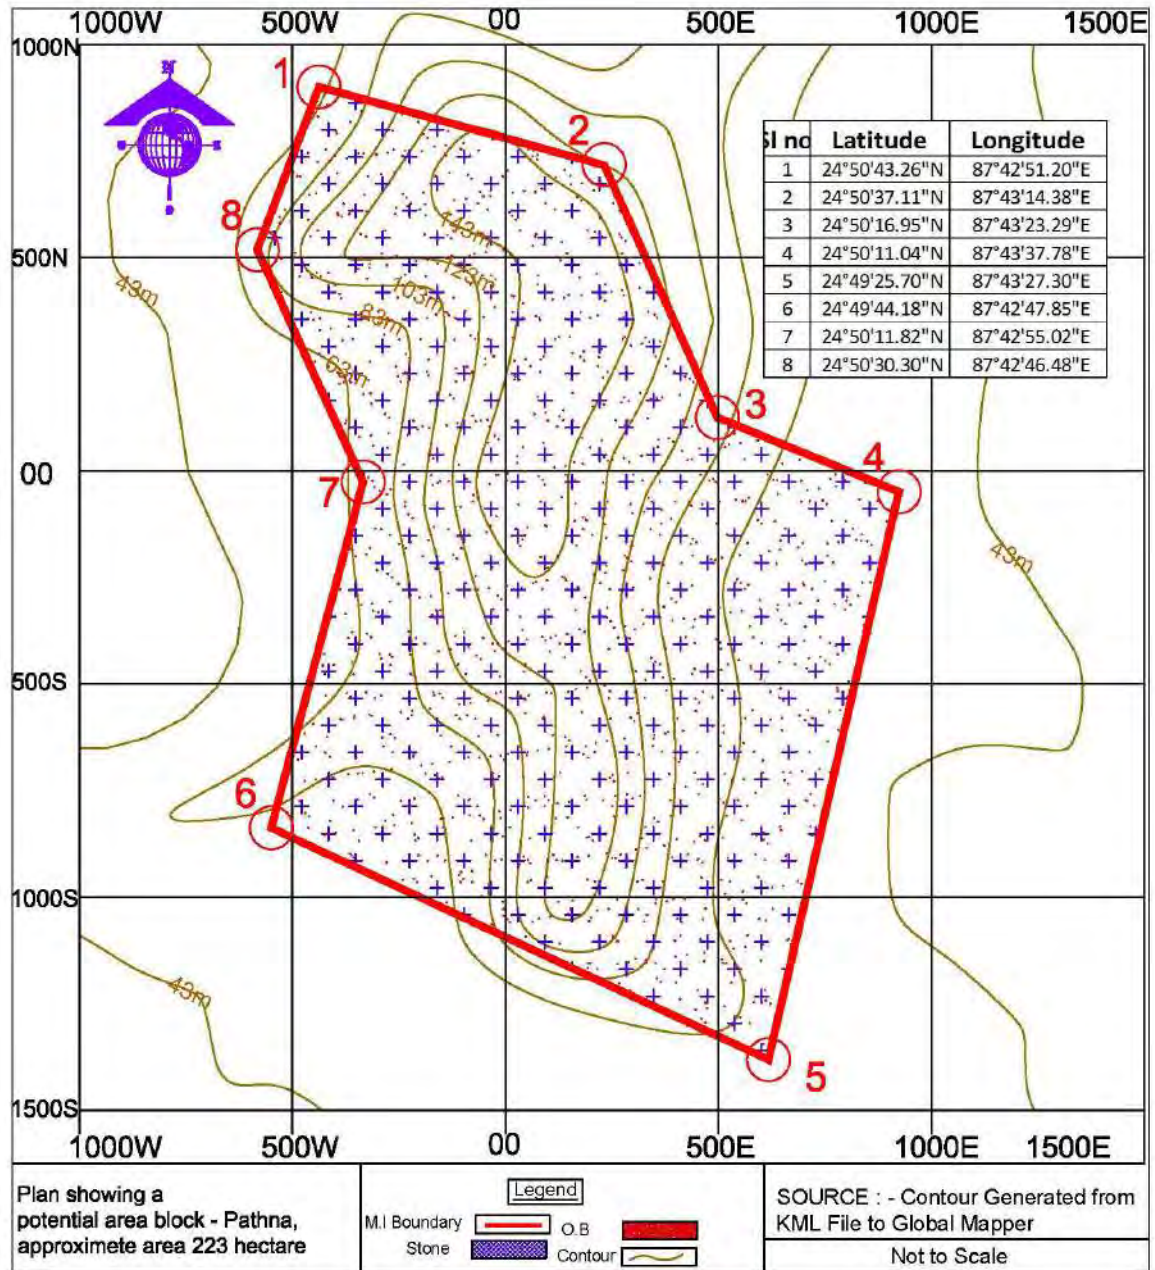 1000W 500W 00 500E 1000E 1500E
1000N
1
2
Sl no Latitude Longitude
1 24°50'43.26"N 87°42'51.20"E
2 24°50'37.11"N 87°43'14.38"E
3 24°50'16.95"N 87°43'23.29"E
4 24°50'11.04"N 87°43'37.78"E
5 24°49'25.70"N 87°43'27.30"E
6 24°49'44.18"N 87°42'47.85"E
7 24°50'11.82"N 87°42'55.02"E
8 24°50'30.30"N 87°42'46.48"E
8
143m
500N
123m
43m
103m
83m
63m
3
00
4
7
43m
500S
6
1000S
43m
5
1500S
1000W 500W 00 500E 1000E 1500E
Plan showing a
potential area block - Pathna,
approximete area 223 hectare
Legend
M.I Boundary O.B
Stone Contour
SOURCE : - Contour Generated from
KML File to Global Mapper
Not to Scale